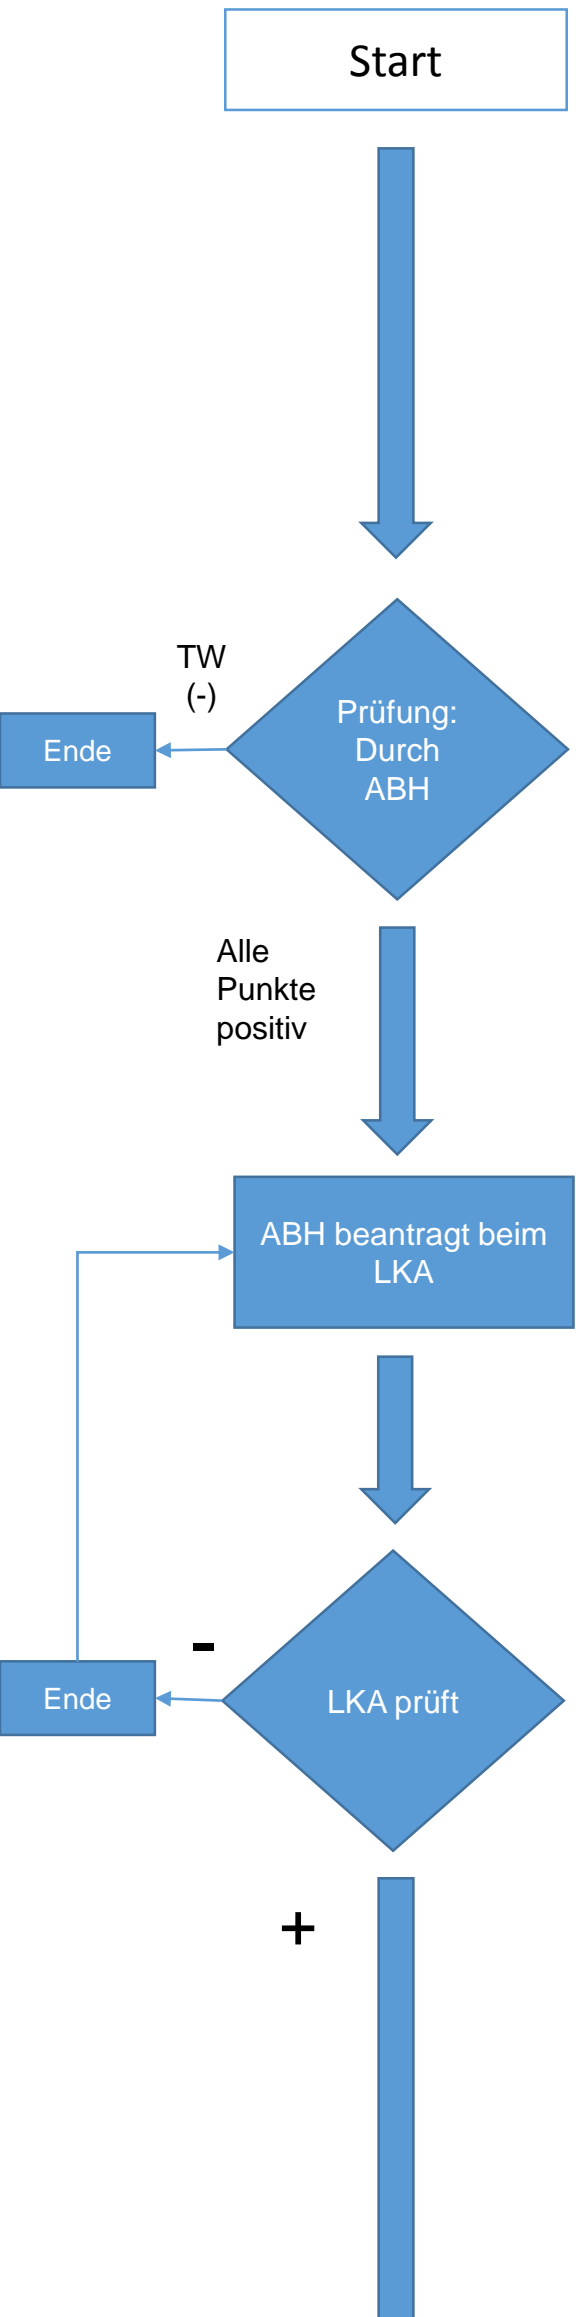 Start
TW
(-)
Prüfung:
Durch
ABH
Ende
Alle
Punkte
positiv
ABH beantragt beim
LKA
-
Ende
LKA prüft
+